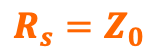 R_s = Z_0